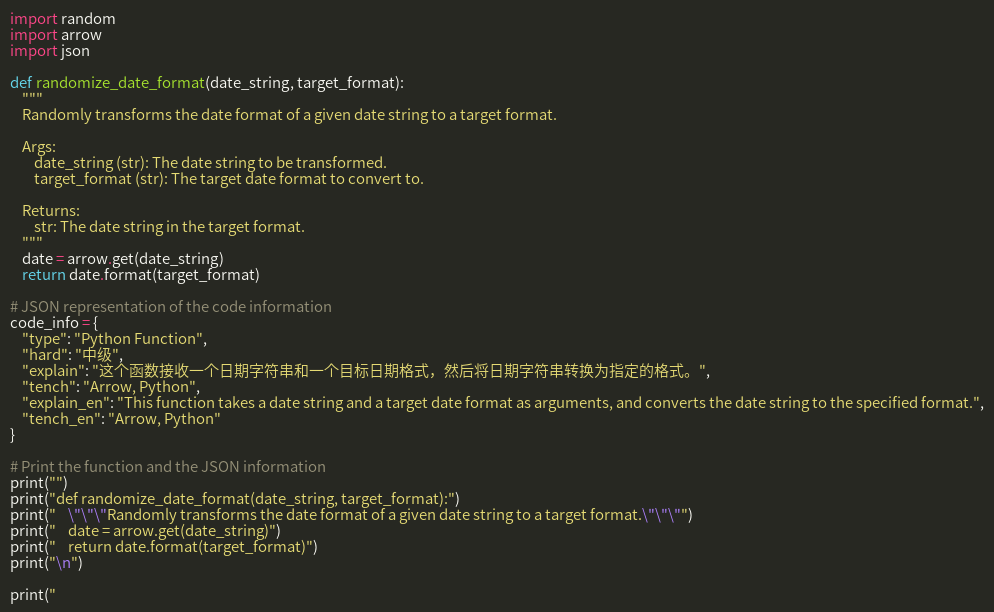 import random
import arrow
import json
def randomize_date_format(date_string, target_format):
"""
Randomly transforms the date format of a given date string to a target format.
Args:
date_string (str): The date string to be transformed.
target_format (str): The target date format to convert to.
Returns:
str: The date string in the target format.
"""
date = arrow.get(date_string)
return date.format(target_format)
# JSON representation of the code information
code_info = {
"type": "Python Function",
"hard": "中级",
"explain": "这个函数接收一个日期字符串和一个目标日期格式，然后将日期字符串转换为指定的格式。",
"tench": "Arrow, Python",
"explain_en": "This function takes a date string and a target date format as arguments, and converts the date string to the specified format.",
"tench_en": "Arrow, Python"
}
# Print the function and the JSON information
print("")
print("def randomize_date_format(date_string, target_format):")
print("    \"\"\"Randomly transforms the date format of a given date string to a target format.\"\"\"")
print("    date = arrow.get(date_string)")
print("    return date.format(target_format)")
print("\n")
print("